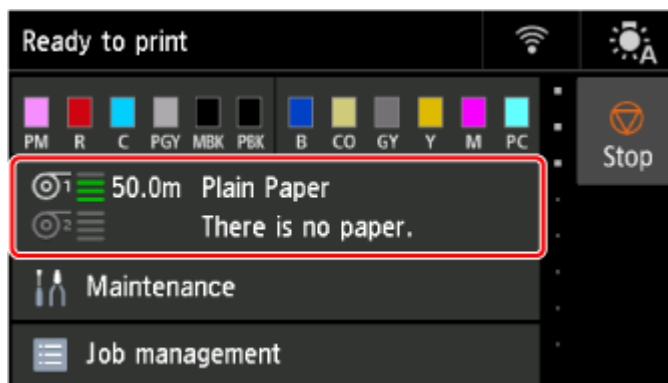 Ready to print
A
PM R C PGY MBK PBK B CO GY Y M PC
Stop
1 50.0m Plain Paper
2 There is no paper.
Maintenance
Job management